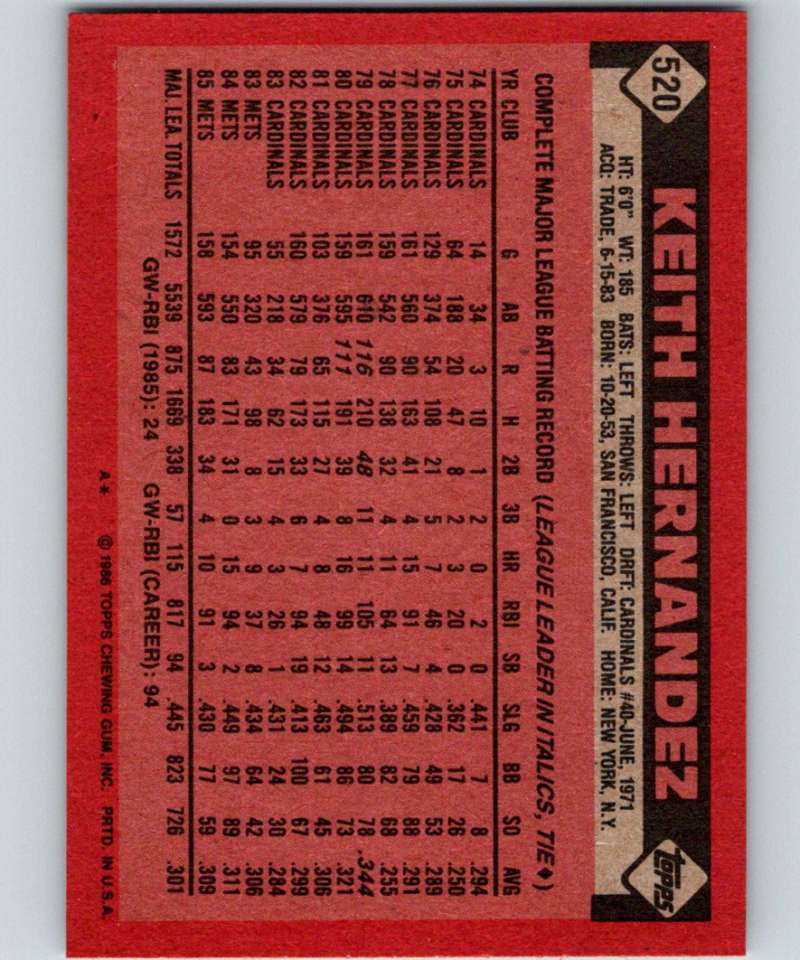 520 KEITH HERNANDEZ TOPPS
HT: 6'0" WT: 185 BATS: LEFT THROWS: LEFT DRFT: CARDINALS #40-JUNE, 1971
ACQ: TRADE, 6-15-83 BORN: 10-20-53, SAN FRANCISCO, CALIF. HOME: NEW YORK, N.Y.
COMPLETE MAJOR LEAGUE BATTING RECORD (LEAGUE LEADER IN ITALICS, TIE♦)
YR CLUB G AB R H 2B 3B HR RBI SB SLG BB SO AVG
74 CARDINALS 14 34 3 10 1 2 0 2 0 .441 7 8 .294
75 CARDINALS 64 188 20 47 8 2 3 20 0 .362 17 26 .250
76 CARDINALS 129 374 54 108 21 5 7 46 4 .428 49 53 .289
77 CARDINALS 161 560 90 163 41 4 15 91 7 .459 79 88 .291
78 CARDINALS 159 542 90 138 32 4 11 64 13 .389 82 68 .255
79 CARDINALS 161 610 116 210 48 11 11 105 11 .513 80 78 .344
80 CARDINALS 159 595 111 191 39 8 16 99 14 .494 86 73 .321
81 CARDINALS 103 376 65 115 27 4 8 48 12 .463 61 45 .306
82 CARDINALS 160 579 79 173 33 6 7 94 19 .413 100 67 .299
83 CARDINALS 55 218 34 62 15 4 3 26 1 .431 24 30 .284
83 METS 95 320 43 98 8 3 9 37 8 .434 64 42 .306
84 METS 154 550 83 171 31 0 15 94 2 .449 97 89 .311
85 METS 158 593 87 183 34 4 10 91 3 .430 77 59 .309
MAJ. LEA. TOTALS 1572 5539 875 1669 338 57 115 817 94 .445 823 726 .301
GW-RBI (1985): 24 GW-RBI (CAREER): 94
A* © 1986 TOPPS CHEWING GUM, INC. PRTD. IN U.S.A.